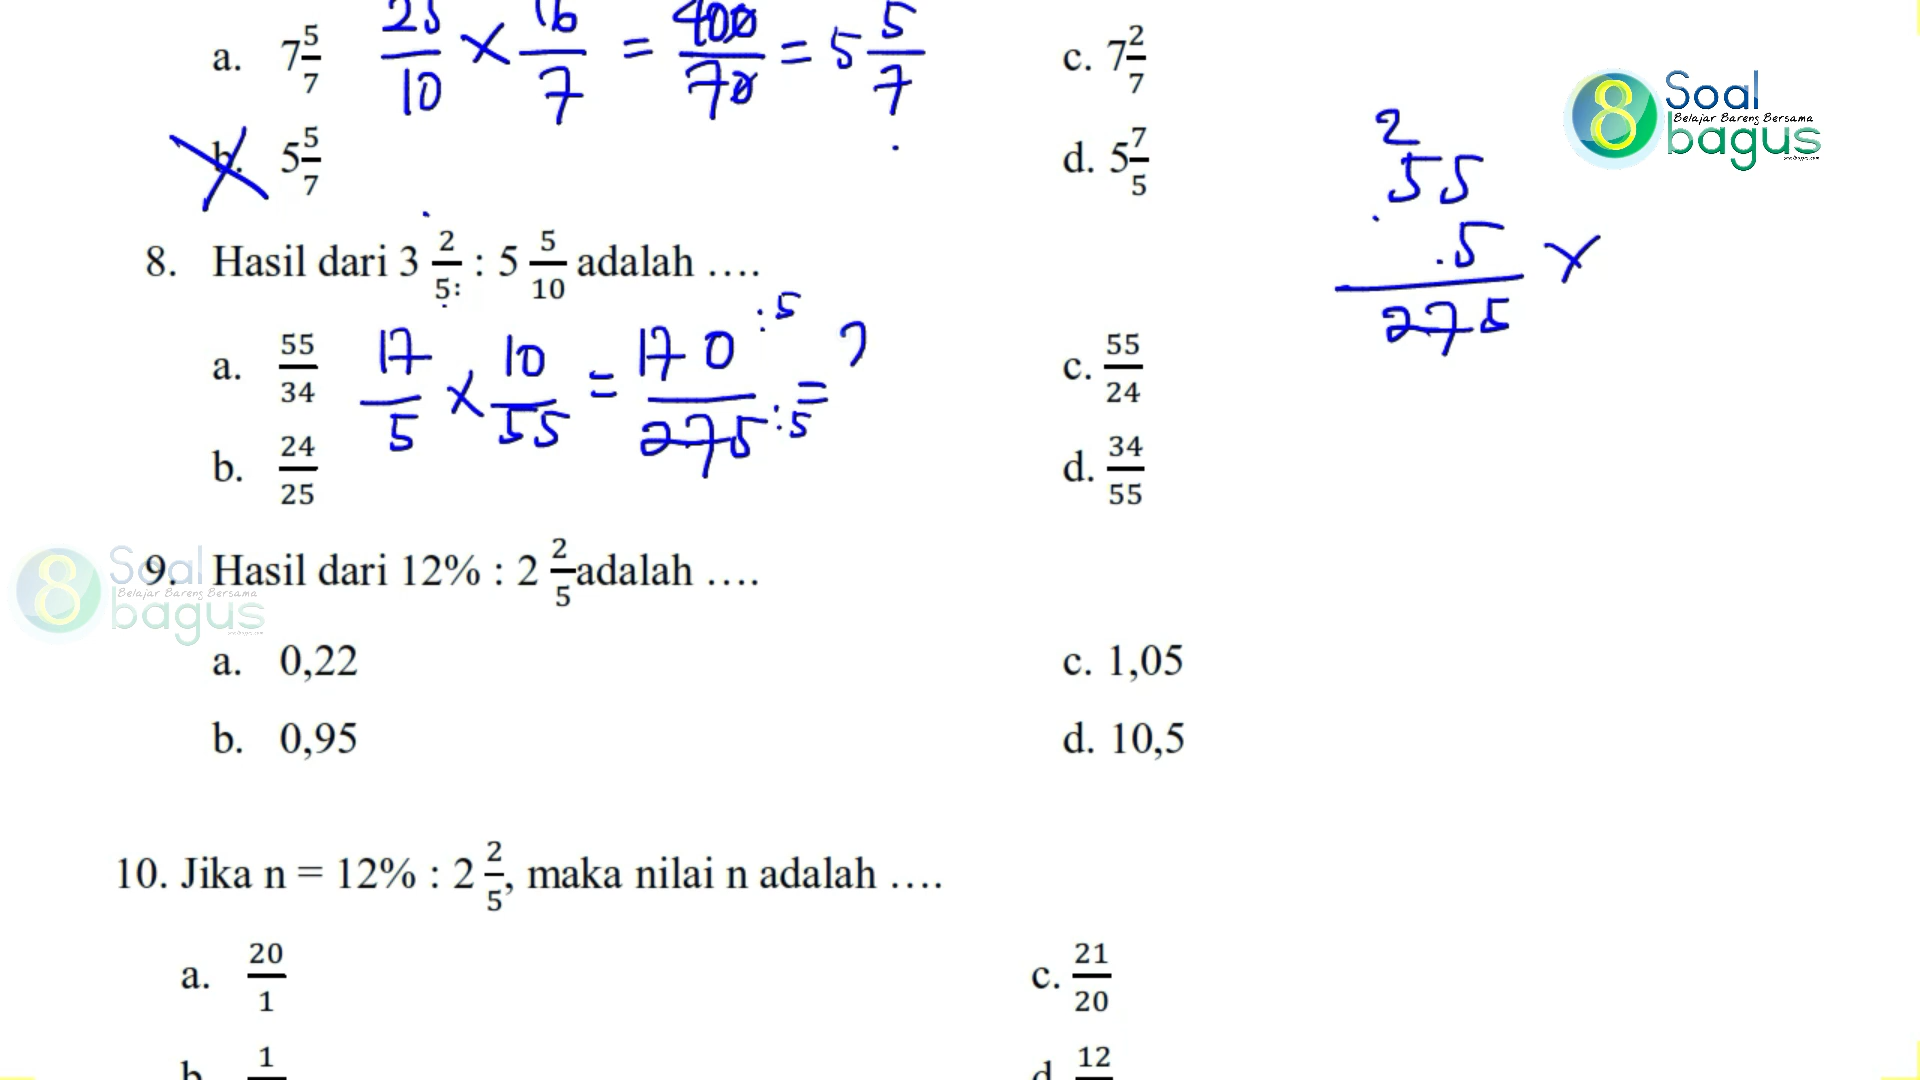 a. 7 5/7 25/10 × 16/7 = 400/70 = 5 5/7 c. 7 2/7
b. 5 5/7 d. 5 7/5
8. Hasil dari 3 2/5 : 5 5/10 adalah ….
a. 55/34 17/5 × 10/55 = 170 :5/275 :5 = c. 55/24
b. 24/25 d. 34/55
9. Hasil dari 12% : 2 2/5 adalah ….
a. 0,22 c. 1,05
b. 0,95 d. 10,5
10. Jika n = 12% : 2 2/5, maka nilai n adalah ….
a. 20/1 c. 21/20
b 1 d 12
8 Soal
Belajar Bareng Bersama
bagus
2
55
5 ×
275
8 Soal
Belajar Bareng Bersama
bagus